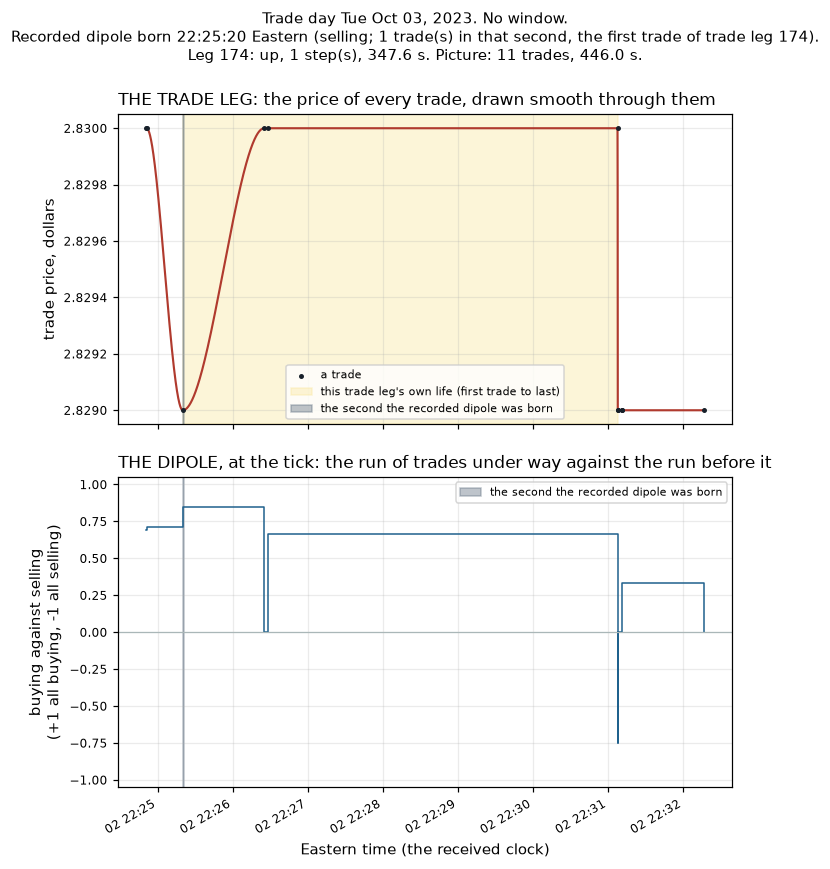 Trade day Tue Oct 03, 2023. No window.
Recorded dipole born 22:25:20 Eastern (selling; 1 trade(s) in that second, the first trade of trade leg 174).
Leg 174: up, 1 step(s), 347.6 s. Picture: 11 trades, 446.0 s.
THE TRADE LEG: the price of every trade, drawn smooth through them
trade price, dollars
2.8300
2.8298
2.8296
2.8294
2.8292
2.8290
a trade
this trade leg's own life (first trade to last)
the second the recorded dipole was born
THE DIPOLE, at the tick: the run of trades under way against the run before it
buying against selling
(+1 all buying, -1 all selling)
1.00
0.75
0.50
0.25
0.00
−0.25
−0.50
−0.75
−1.00
the second the recorded dipole was born
02 22:25
02 22:26
02 22:27
02 22:28
02 22:29
02 22:30
02 22:31
02 22:32
Eastern time (the received clock)